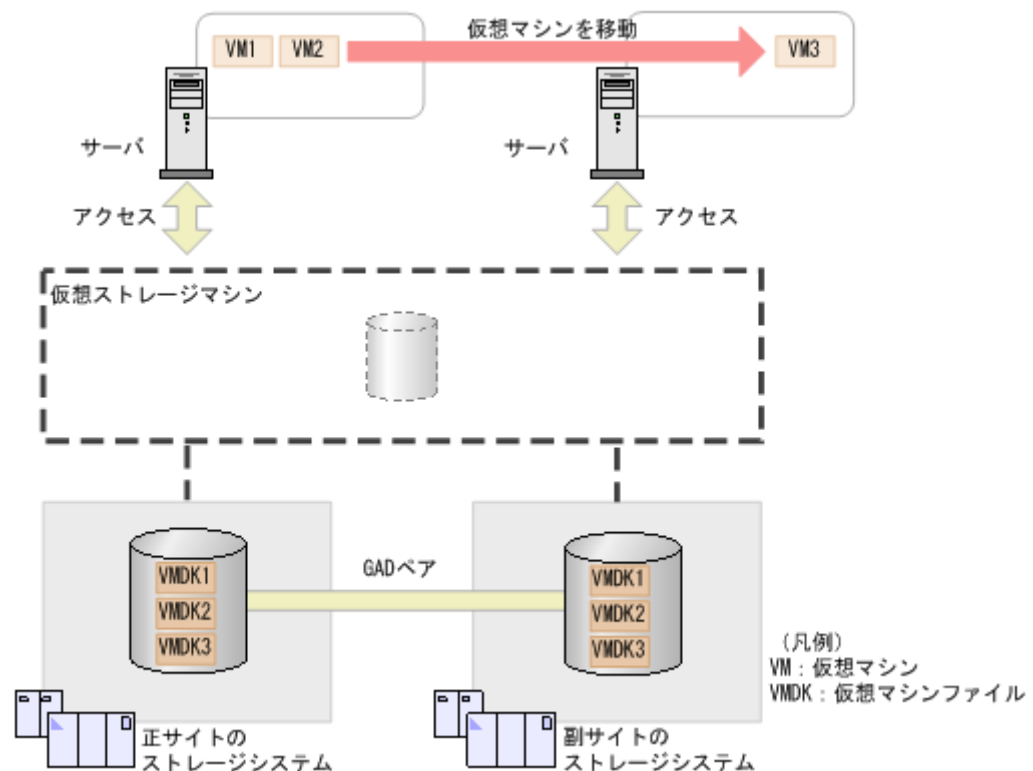 仮想マシンを移動
VM1
VM2
VM3
サーバ
サーバ
アクセス
アクセス
仮想ストレージマシン
GADペア
VMDK1
VMDK2
VMDK3
VMDK1
VMDK2
VMDK3
(凡例)
VM:仮想マシン
VMDK:仮想マシンファイル
正サイトの
ストレージシステム
副サイトの
ストレージシステム